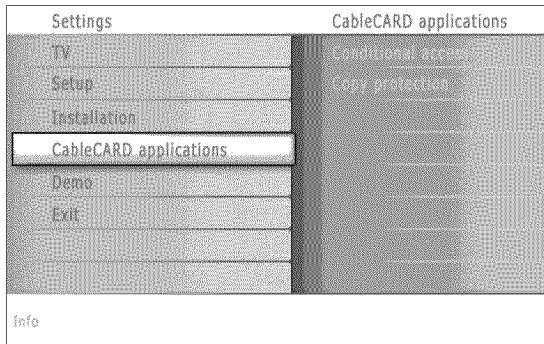 Settings
CableCARD applications
TV
Setup
Installation
CableCARD applications
Demo
Exit
Conditional access
Copy protection
Info